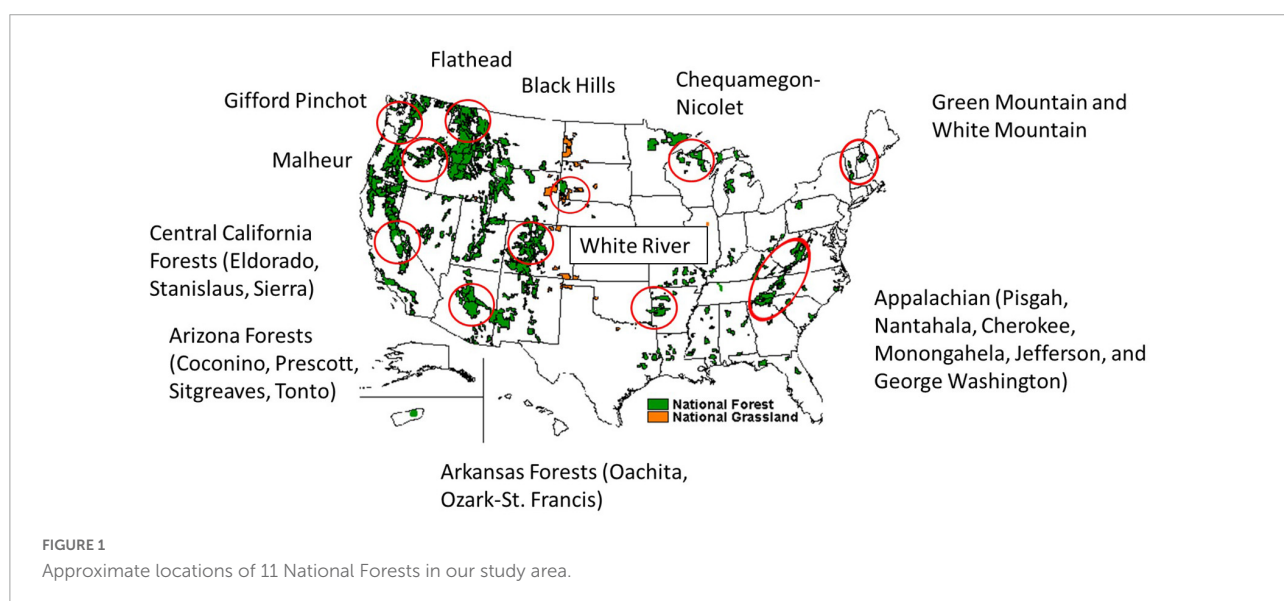 Flathead
Black Hills
Chequamegon-
Nicolet
Gifford Pinchot
Green Mountain and
White Mountain
Malheur
Central California
Forests (Eldorado,
Stanislaus, Sierra)
White River
Appalachian (Pisgah,
Nantahala, Cherokee,
Monongahela, Jefferson, and
George Washington)
Arizona Forests
(Coconino, Prescott,
Sitgreaves, Tonto)
National Forest
National Grassland
Arkansas Forests (Oachita,
Ozark-St. Francis)
FIGURE 1
Approximate locations of 11 National Forests in our study area.